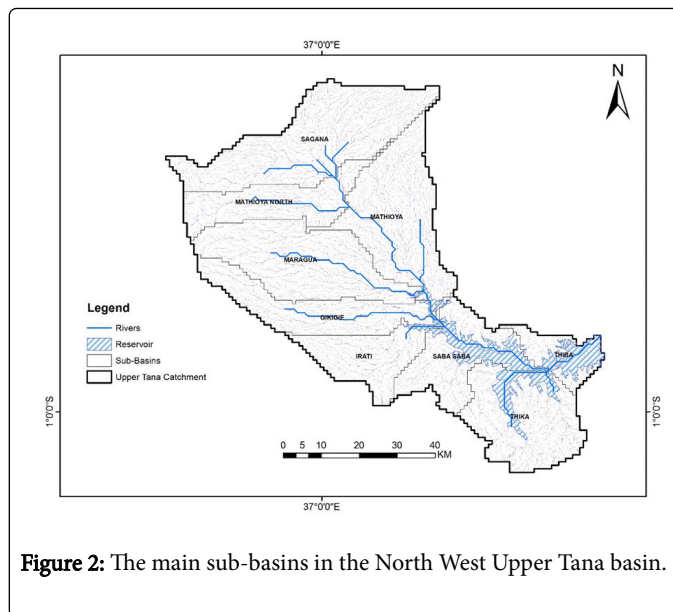 37°0'0"E
N
SAGANA
MATHIOYA NORTH
MATHIOYA
MARAGUA
GIKIGIE
IRATI
SABA SABA
THIBA
THIKA
Legend
Rivers
Reservoir
Sub-Basins
Upper Tana Catchment
1°0'0"S
1°0'0"S
0 5 10 20 30 40
KM
37°0'0"E
Figure 2: The main sub-basins in the North West Upper Tana basin.